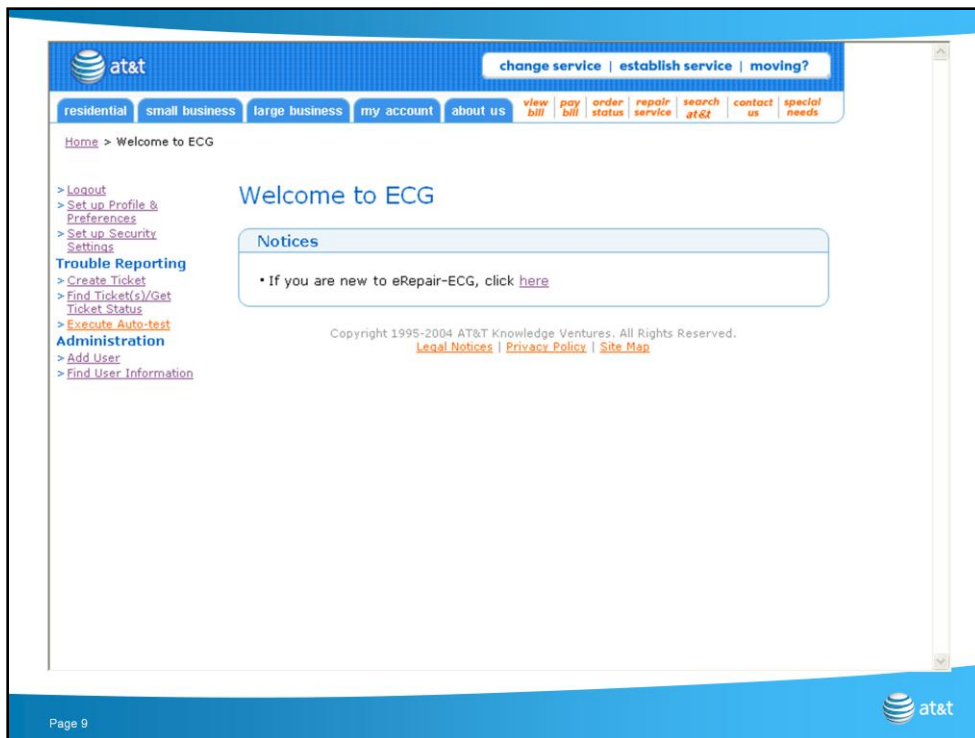 at&t
change service | establish service | moving?
residential small business large business my account about us view bill pay bill order status repair service search at&t contact us special needs
Home > Welcome to ECG
> Logout
> Set up Profile &
Preferences
> Set up Security
Settings
Trouble Reporting
> Create Ticket
> Find Ticket(s)/Get
Ticket Status
> Execute Auto-test
Administration
> Add User
> Find User Information
Welcome to ECG
Notices
• If you are new to eRepair-ECG, click here
Copyright 1995-2004 AT&T Knowledge Ventures. All Rights Reserved.
Legal Notices | Privacy Policy | Site Map
Page 9
at&t